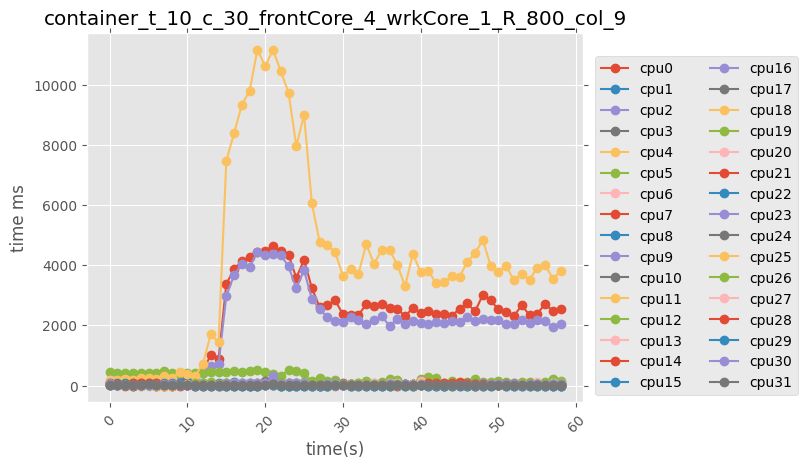 container_t_10_c_30_frontCore_4_wrkCore_1_R_800_col_9
time ms
10000
8000
6000
4000
2000
0
0
10
20
30
40
50
60
time(s)
cpu0
cpu1
cpu2
cpu3
cpu4
cpu5
cpu6
cpu7
cpu8
cpu9
cpu10
cpu11
cpu12
cpu13
cpu14
cpu15
cpu16
cpu17
cpu18
cpu19
cpu20
cpu21
cpu22
cpu23
cpu24
cpu25
cpu26
cpu27
cpu28
cpu29
cpu30
cpu31